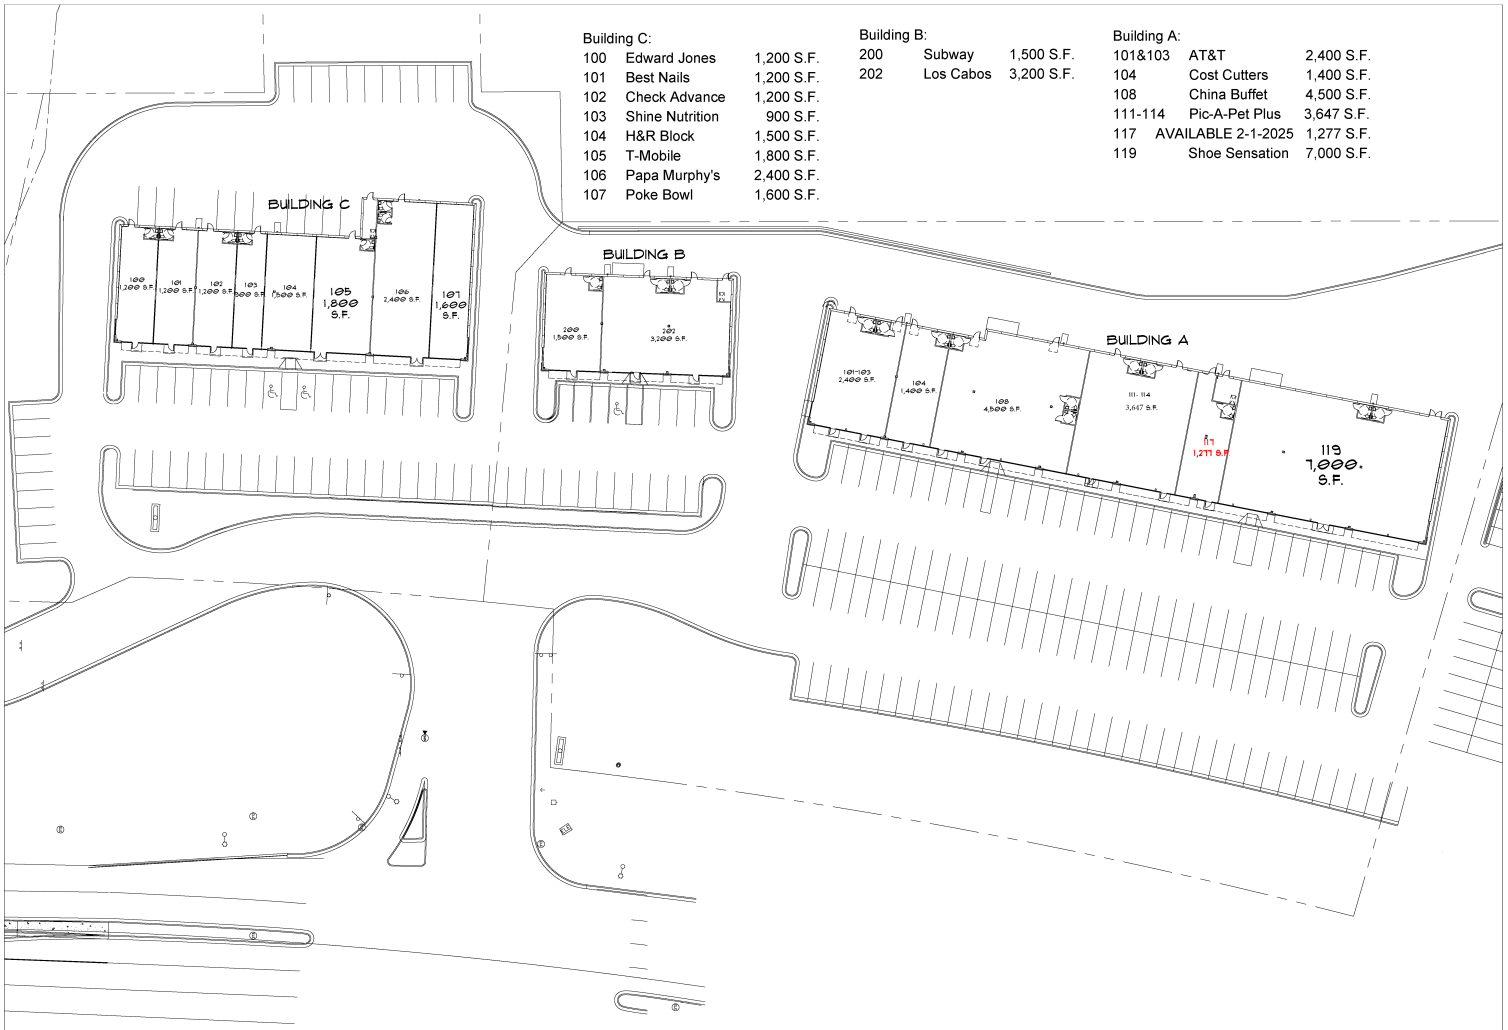 Building C:
100 Edward Jones 1,200 S.F.
101 Best Nails 1,200 S.F.
102 Check Advance 1,200 S.F.
103 Shine Nutrition 900 S.F.
104 H&R Block 1,500 S.F.
105 T-Mobile 1,800 S.F.
106 Papa Murphy's 2,400 S.F.
107 Poke Bowl 1,600 S.F.
Building B:
200 Subway 1,500 S.F.
202 Los Cabos 3,200 S.F.
Building A:
101&103 AT&T 2,400 S.F.
104 Cost Cutters 1,400 S.F.
108 China Buffet 4,500 S.F.
111-114 Pic-A-Pet Plus 3,647 S.F.
117 AVAILABLE 2-1-2025 1,277 S.F.
119 Shoe Sensation 7,000 S.F.
BUILDING C
100
1,200 S.F.
101
1,200 S.F.
102
1,200 S.F.
103
900 S.F.
104
1,500 S.F.
105
1,800
S.F.
106
2,400 S.F.
107
1,600
S.F.
BUILDING B
200
1,500 S.F.
202
3,200 S.F.
BUILDING A
101-103
2,400 S.F.
104
1,400 S.F.
108
4,500 S.F.
111- 114
3,647 S.F.
117
1,277 S.F.
119
7,000
S.F.